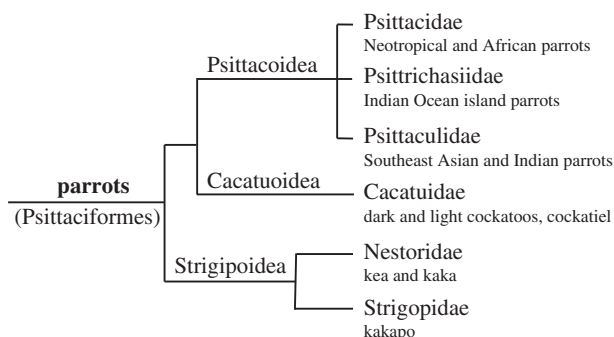 Psittacidae
Neotropical and African parrots
Psittacoidea
Psittrichasiidae
Indian Ocean island parrots
Psittaculidae
Southeast Asian and Indian parrots
parrots
(Psittaciformes)
Cacatuoidea
Cacatuidae
dark and light cockatoos, cockatiel
Strigipoidea
Nestoridae
kea and kaka
Strigopidae
kakapo